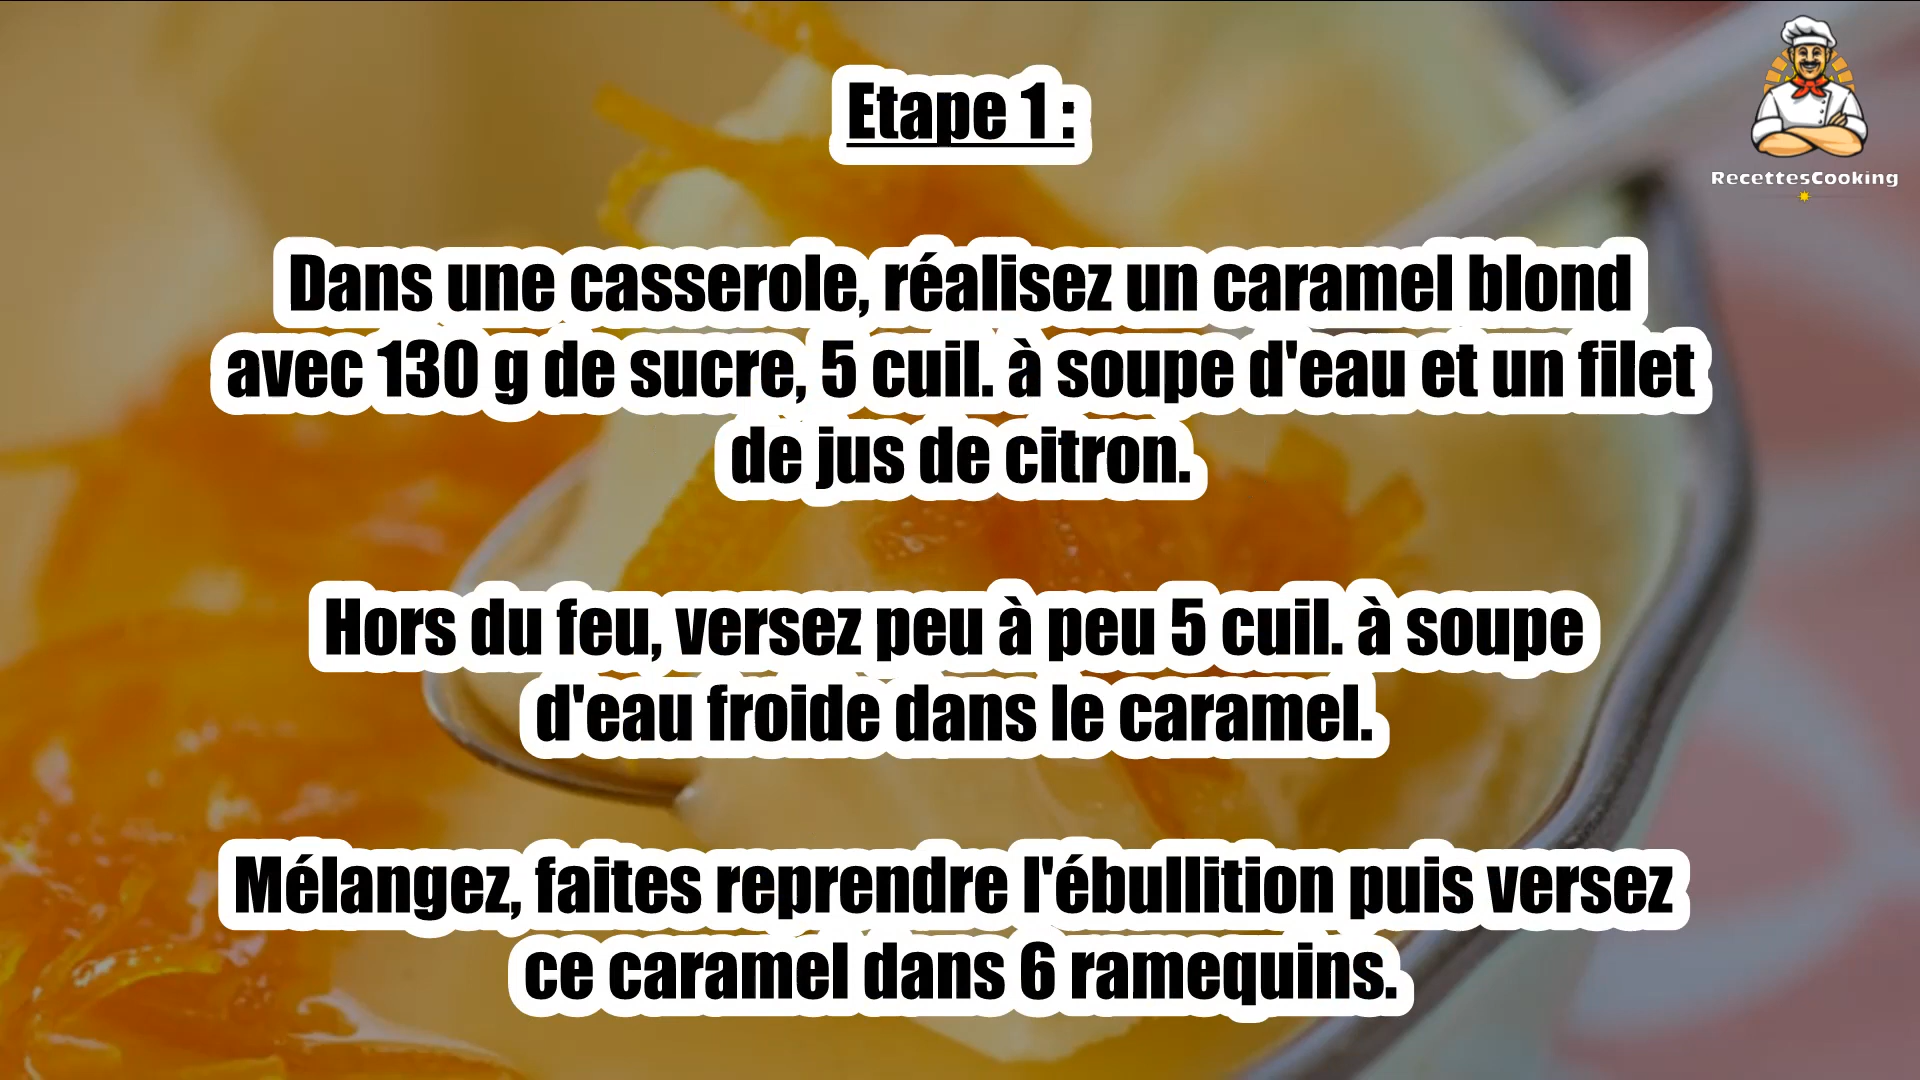 RecettesCooking
Etape 1 :
Dans une casserole, réalisez un caramel blond
avec 130 g de sucre, 5 cuil. à soupe d'eau et un filet
de jus de citron.
Hors du feu, versez peu à peu 5 cuil. à soupe
d'eau froide dans le caramel.
Mélangez, faites reprendre l'ébullition puis versez
ce caramel dans 6 ramequins.